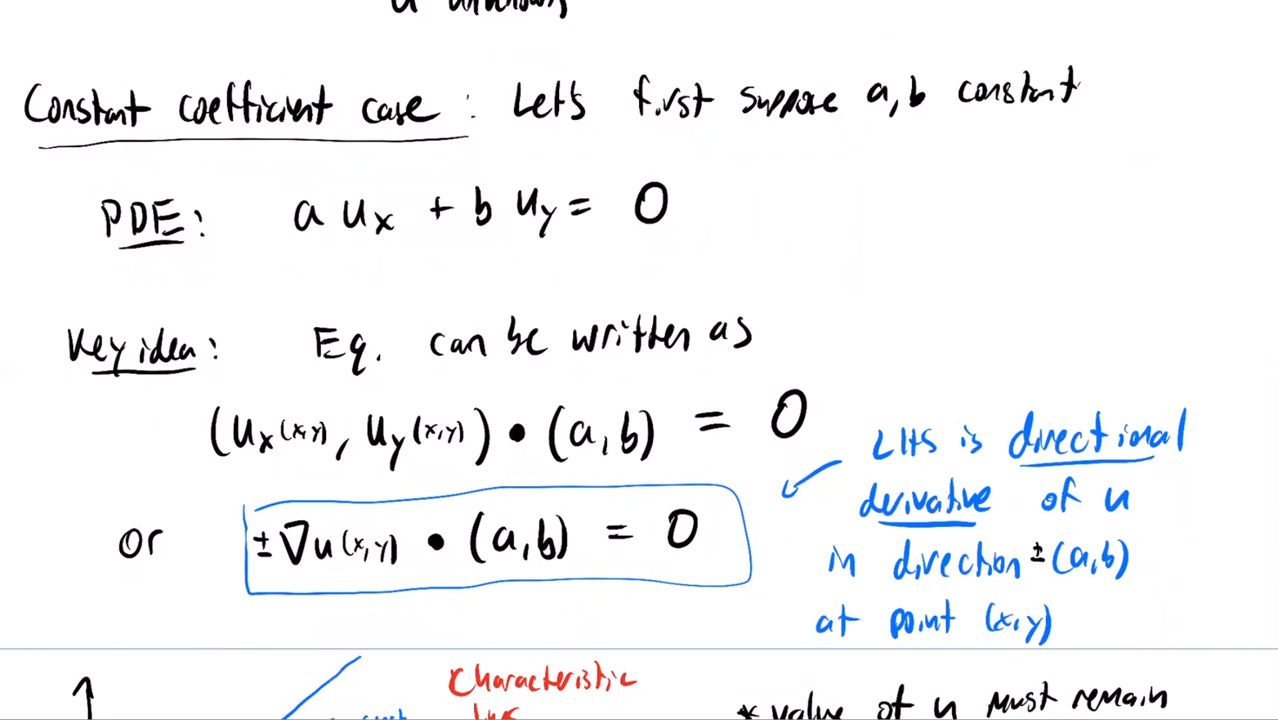 u unknown
Constant coefficient case: Let's first suppose a, b constant
PDE: a u_x + b u_y = 0
Key idea: Eq. can be written as
(u_x(x,y), u_y(x,y)) • (a,b) = 0
or ±∇u(x,y) • (a,b) = 0
LHS is directional
derivative of u
in direction ±(a,b)
at point (x,y)
Characteristic
* value of u must remain